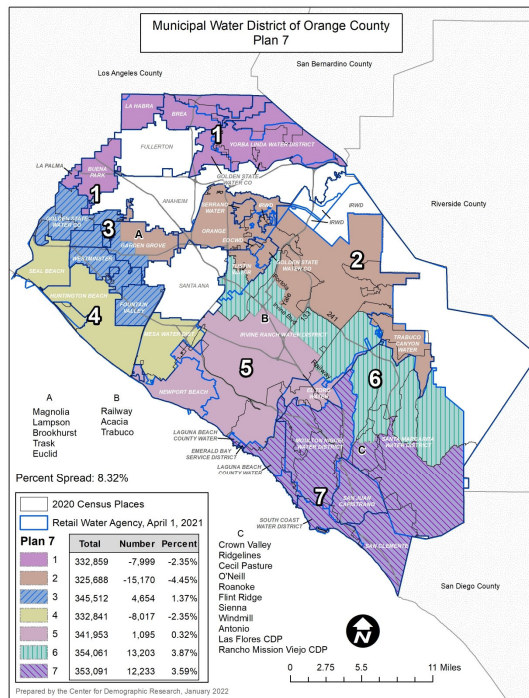 Municipal Water District of Orange County
Plan 7
San Bernardino County
Los Angeles County
LA HABRA
BREA
FULLERTON
1
YORBA LINDA WATER DISTRICT
LA PALMA
BUENA
PARK
GOLDEN STATE
WATER CO
1
ANAHEIM
SERRANO
WATER
IRWD
IRWD
IRWD
Riverside County
GOLDEN STATE
WATER CO
3
A
GARDEN GROVE
ORANGE
EOCWD
GOLDEN STATE
WATER CO
2
WESTMINSTER
SEAL BEACH
SANTA ANA
TUSTIN
HUNTINGTON BEACH
4
FOUNTAIN
VALLEY
Yale
Irvine Blvd
133
241
B
MESA WATER DISTRICT
IRVINE RANCH WATER DISTRICT
TRABUCO
CANYON
WATER
5
Railway
6
NEWPORT BEACH
A
Magnolia
Lampson
Brookhurst
Trask
Euclid
B
Railway
Acacia
Trabuco
LAGUNA BEACH
COUNTY WATER
EMERALD BAY
SERVICE DISTRICT
LAGUNA BEACH
COUNTY WATER
MOULTON NIGUEL
WATER DISTRICT
SANTA MARGARITA
WATER DISTRICT
C
7
SAN JUAN
CAPISTRANO
SOUTH COAST
WATER DISTRICT
SAN CLEMENTE
San Diego County
Percent Spread: 8.32%
2020 Census Places
Retail Water Agency, April 1, 2021
Plan 7 Total Number Percent
1 332,859 -7,999 -2.35%
2 325,688 -15,170 -4.45%
3 345,512 4,654 1.37%
4 332,841 -8,017 -2.35%
5 341,953 1,095 0.32%
6 354,061 13,203 3.87%
7 353,091 12,233 3.59%
C
Crown Valley
Ridgelines
Cecil Pasture
O'Neill
Roanoke
Flint Ridge
Sienna
Windmill
Antonio
Las Flores CDP
Rancho Mission Viejo CDP
N
0 2.75 5.5 11 Miles
Prepared by the Center for Demographic Research, January 2022